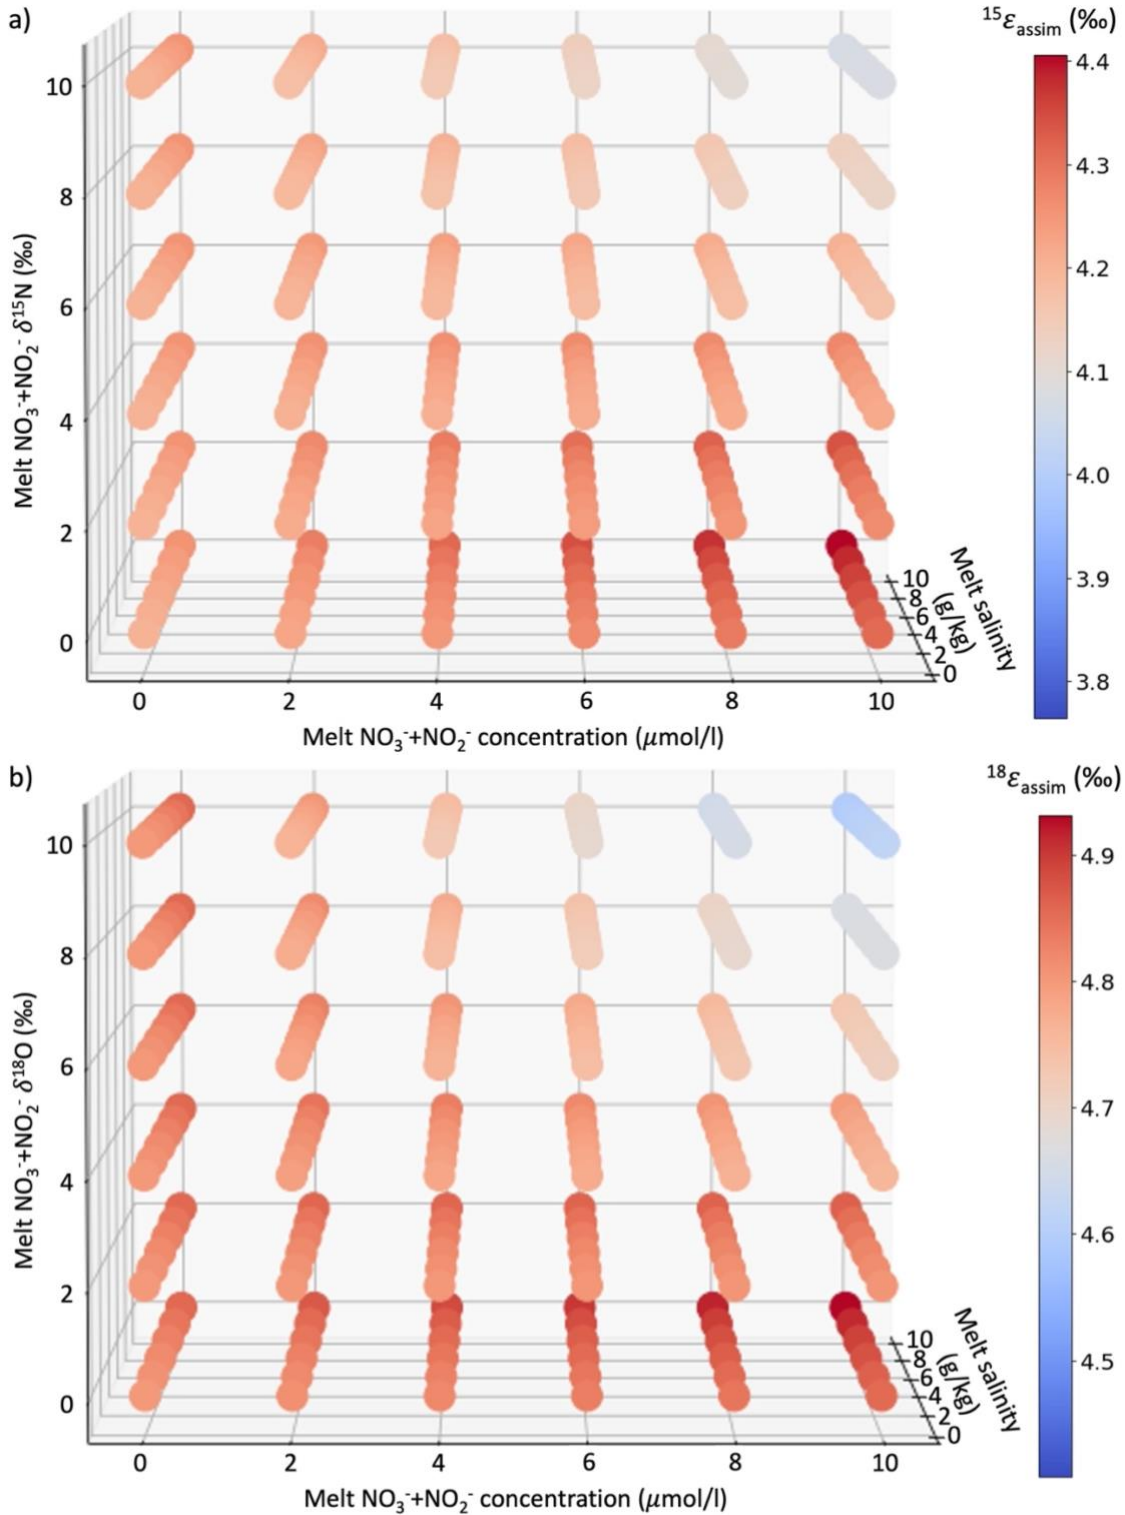 a)
¹⁵ε_assim (‰)
10
8
6
4
2
0
Melt NO₃⁻+NO₂⁻ δ¹⁵N (‰)
0 2 4 6 8 10
Melt NO₃⁻+NO₂⁻ concentration (μmol/l)
10
8
6
4
2
0
Melt salinity
(g/kg)
4.4
4.3
4.2
4.1
4.0
3.9
3.8
b)
¹⁸ε_assim (‰)
10
8
6
4
2
0
Melt NO₃⁻+NO₂⁻ δ¹⁸O (‰)
0 2 4 6 8 10
Melt NO₃⁻+NO₂⁻ concentration (μmol/l)
10
8
6
4
2
0
Melt salinity
(g/kg)
4.9
4.8
4.7
4.6
4.5